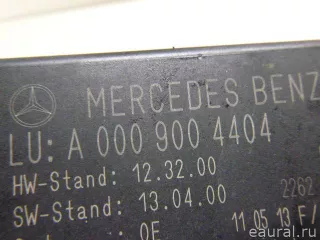 MERCEDES BENZ
LU: A 000 900 4404
HW-Stand: 12.32.00
SW-Stand: 13.04.00 2262
0E 11 05 13 F/
eaural.ru